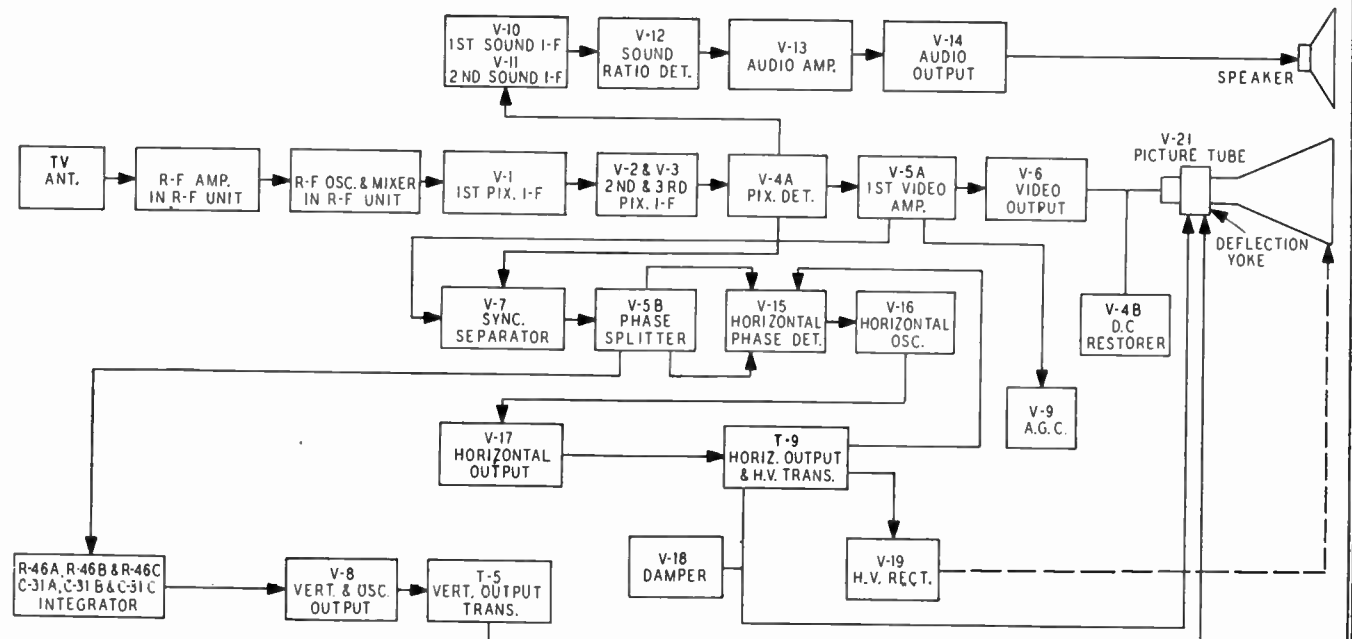 V-10
1ST SOUND I-F
V-11
2ND SOUND I-F
V-12
SOUND
RATIO DET.
V-13
AUDIO AMP.
V-14
AUDIO
OUTPUT
SPEAKER
TV
ANT.
R-F AMP.
IN R-F UNIT
R-F OSC. & MIXER
IN R-F UNIT
V-1
1ST PIX. I-F
V-2 & V-3
2ND & 3RD
PIX. I-F
V-4A
PIX. DET.
V-5A
1ST VIDEO
AMP.
V-6
VIDEO
OUTPUT
V-21
PICTURE TUBE
DEFLECTION
YOKE
V-7
SYNC.
SEPARATOR
V-5B
PHASE
SPLITTER
V-15
HORIZONTAL
PHASE DET.
V-16
HORIZONTAL
OSC.
V-4B
D.C
RESTORER
V-9
A.G.C.
V-17
HORIZONTAL
OUTPUT
T-9
HORIZ. OUTPUT
& H.V. TRANS.
R-46A, R-46B & R-46C
C-31A, C-31B & C-31C
INTEGRATOR
V-8
VERT. & OSC.
OUTPUT
T-5
VERT. OUTPUT
TRANS.
V-18
DAMPER
V-19
H.V. RECT.